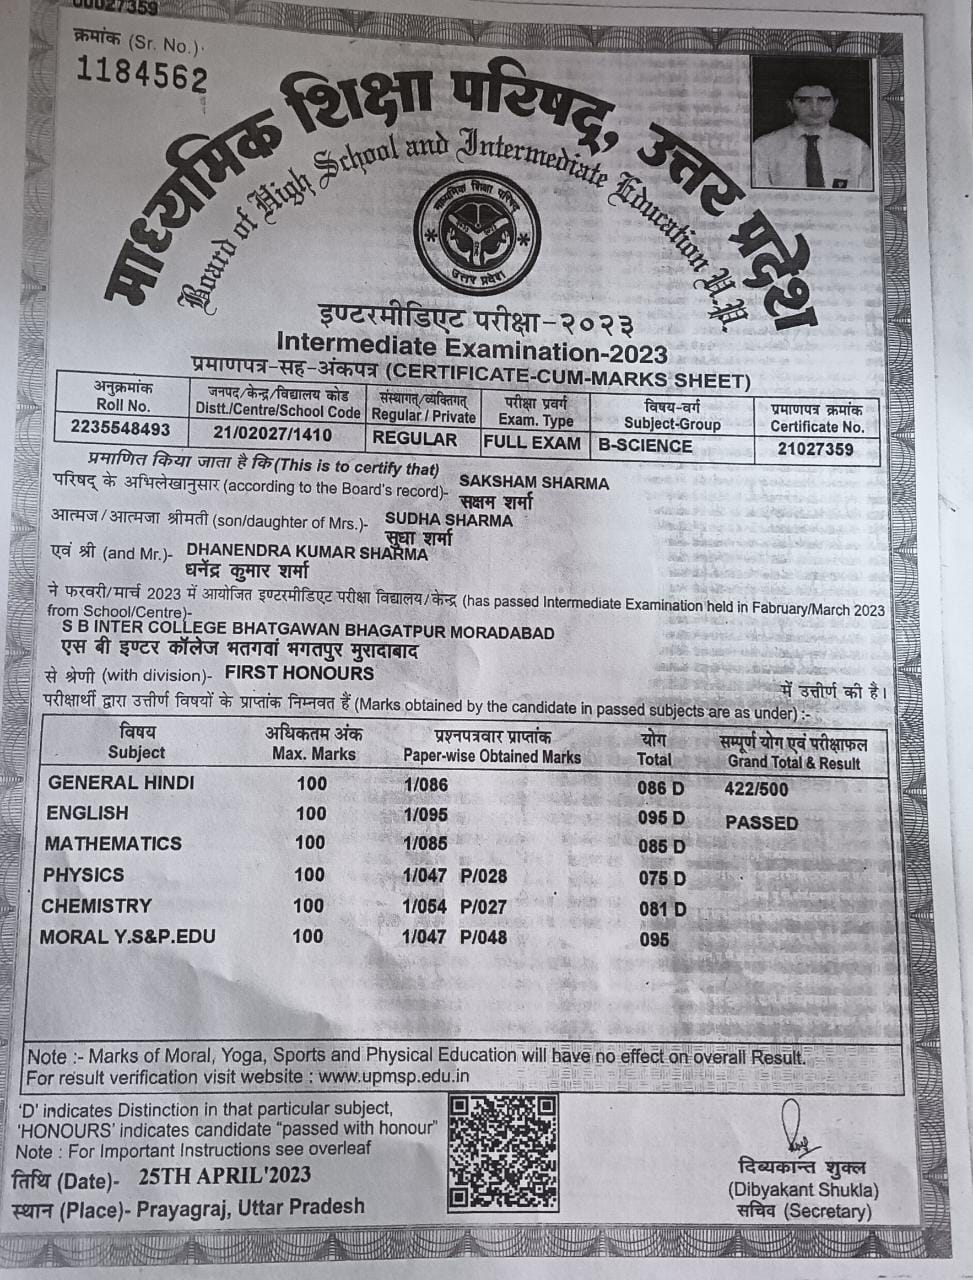 00027359
क्रमांक (Sr. No.).
1184562
माध्यमिक शिक्षा परिषद्, उत्तर प्रदेश
Board of High School and Intermediate Education U.P.
माध्यमिक शिक्षा परिषद
उत्तर प्रदेश
इण्टरमीडिएट परीक्षा-२०२३
Intermediate Examination-2023
प्रमाणपत्र-सह-अंकपत्र (CERTIFICATE-CUM-MARKS SHEET)
अनुक्रमांक जनपद/केन्द्र/विद्यालय कोड संस्थागत/व्यक्तिगत परीक्षा प्रवर्ग विषय-वर्ग प्रमाणपत्र क्रमांक
Roll No. Distt./Centre/School Code Regular / Private Exam. Type Subject-Group Certificate No.
2235548493 21/02027/1410 REGULAR FULL EXAM B-SCIENCE 21027359
प्रमाणित किया जाता है कि (This is to certify that)
परिषद् के अभिलेखानुसार (according to the Board's record)- SAKSHAM SHARMA
सक्षम शर्मा
आत्मज/आत्मजा श्रीमती (son/daughter of Mrs.)- SUDHA SHARMA
सुधा शर्मा
एवं श्री (and Mr.)- DHANENDRA KUMAR SHARMA
धनेंद्र कुमार शर्मा
ने फरवरी/मार्च 2023 में आयोजित इण्टरमीडिएट परीक्षा विद्यालय/केन्द्र (has passed Intermediate Examination held in Fabruary/March 2023
from School/Centre)-
S B INTER COLLEGE BHATGAWAN BHAGATPUR MORADABAD
एस बी इण्टर कॉलेज भतगवां भगतपुर मुरादाबाद
से श्रेणी (with division)- FIRST HONOURS में उत्तीर्ण की है।
परीक्षार्थी द्वारा उत्तीर्ण विषयों के प्राप्तांक निम्नवत हैं (Marks obtained by the candidate in passed subjects are as under) :-
विषय अधिकतम अंक प्रश्नपत्रवार प्राप्तांक योग सम्पूर्ण योग एवं परीक्षाफल
Subject Max. Marks Paper-wise Obtained Marks Total Grand Total & Result
GENERAL HINDI 100 1/086 086 D 422/500
ENGLISH 100 1/095 095 D PASSED
MATHEMATICS 100 1/085 085 D
PHYSICS 100 1/047 P/028 075 D
CHEMISTRY 100 1/054 P/027 081 D
MORAL Y.S&P.EDU 100 1/047 P/048 095
Note :- Marks of Moral, Yoga, Sports and Physical Education will have no effect on overall Result.
For result verification visit website : www.upmsp.edu.in
'D' indicates Distinction in that particular subject,
'HONOURS' indicates candidate "passed with honour"
Note : For Important Instructions see overleaf
तिथि (Date)- 25TH APRIL'2023
स्थान (Place)- Prayagraj, Uttar Pradesh
दिब्यकान्त शुक्ल
(Dibyakant Shukla)
सचिव (Secretary)